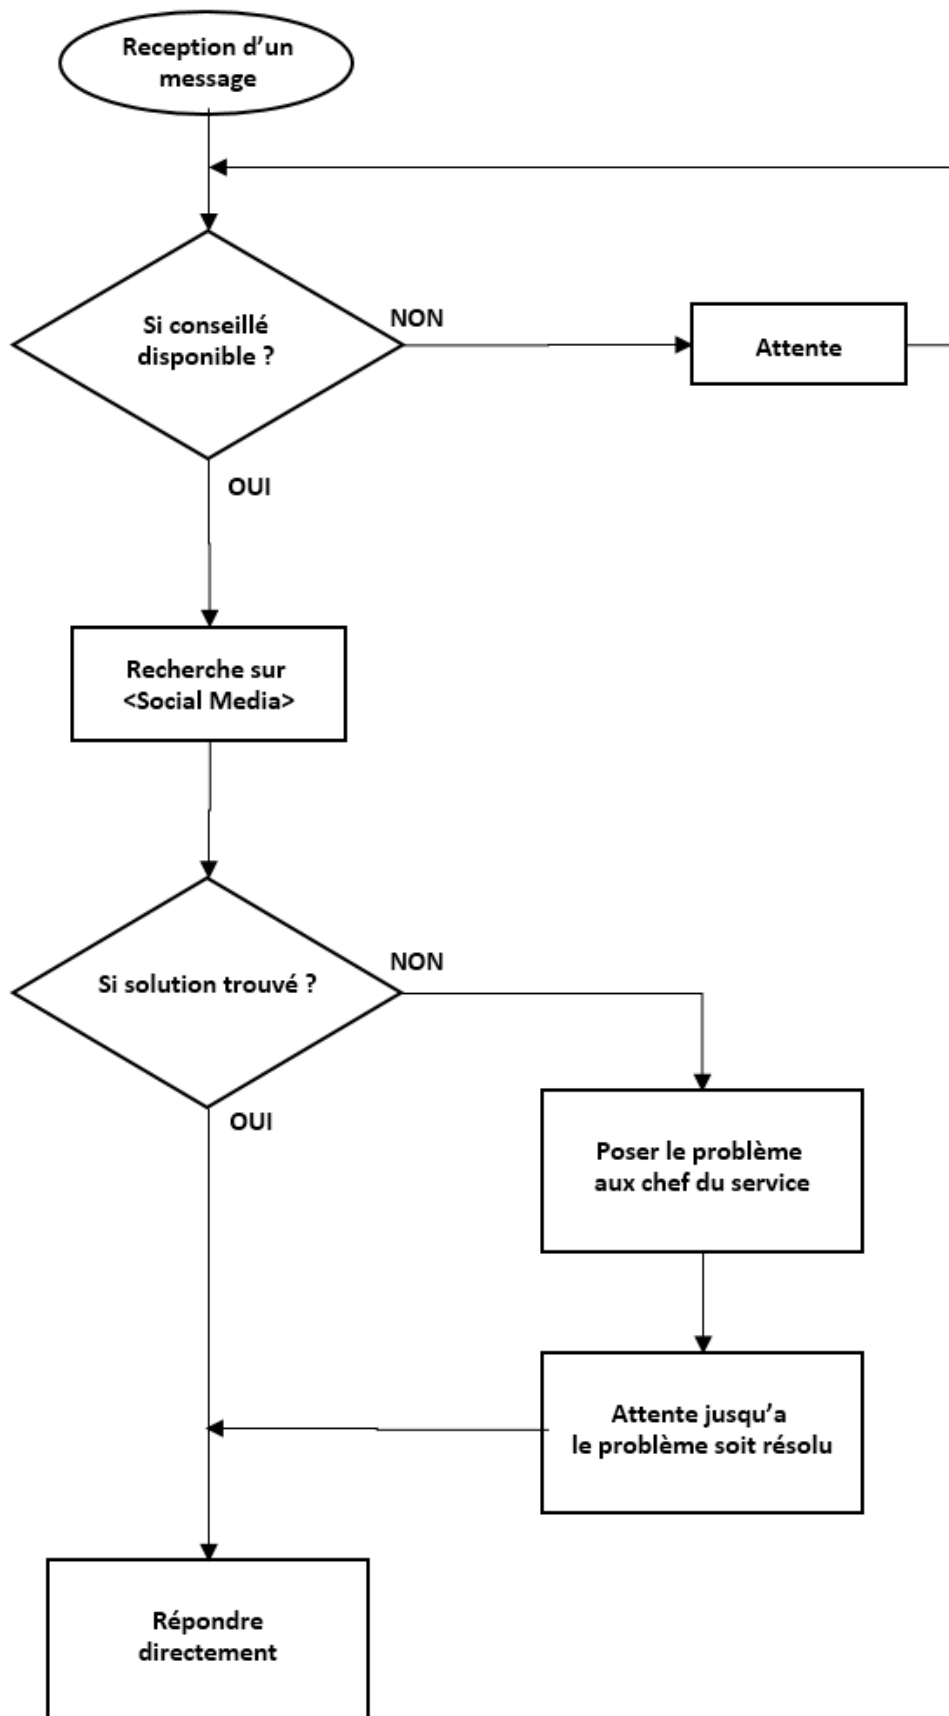 Reception d’un
message
Si conseillé
disponible ?
NON
Attente
OUI
Recherche sur
<Social Media>
Si solution trouvé ?
NON
OUI
Poser le problème
aux chef du service
Attente jusqu’a
le problème soit résolu
Répondre
directement